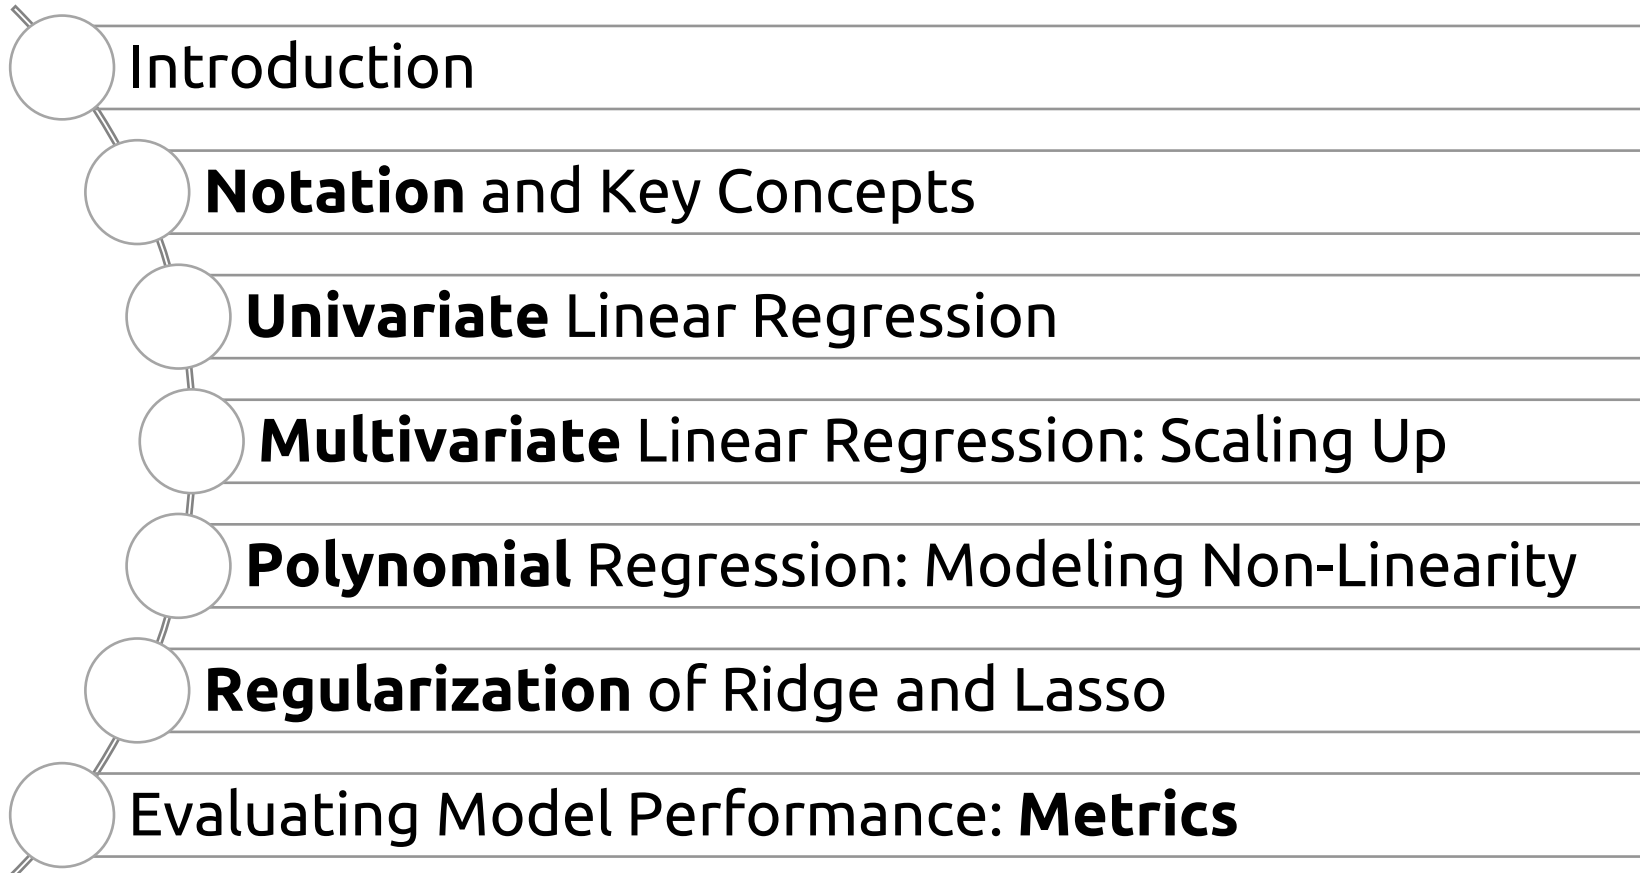 Introduction
Notation and Key Concepts
Univariate Linear Regression
Multivariate Linear Regression: Scaling Up
Polynomial Regression: Modeling Non-Linearity
Regularization of Ridge and Lasso
Evaluating Model Performance: Metrics